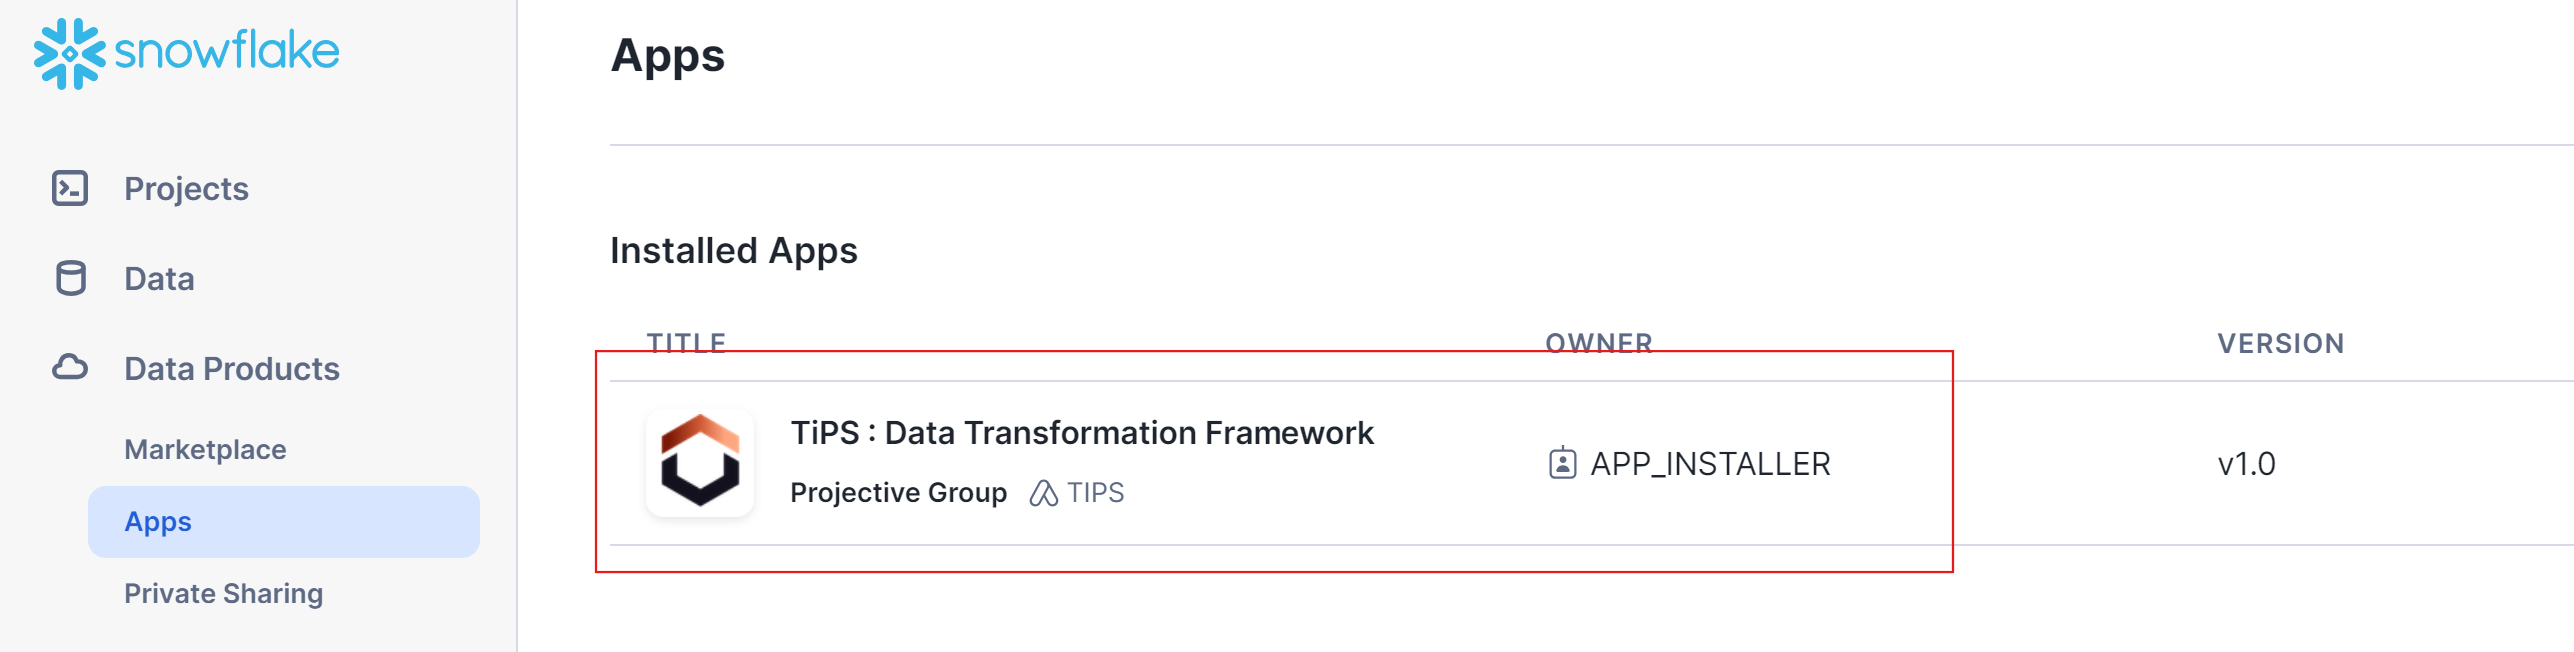 snowflake
Projects
Data
Data Products
Marketplace
Apps
Private Sharing
Apps
Installed Apps
TITLE OWNER VERSION
TiPS : Data Transformation Framework
Projective Group TIPS
APP_INSTALLER
v1.0